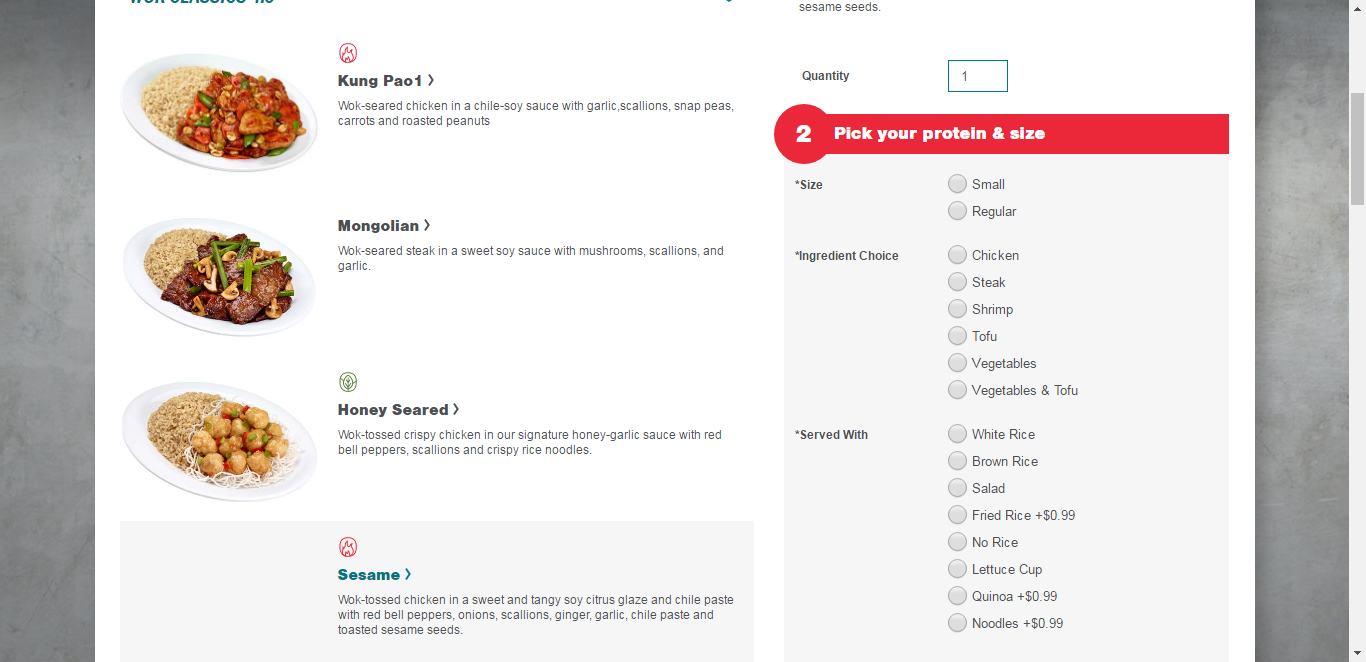 sesame seeds.
Kung Pao1 >
Wok-seared chicken in a chile-soy sauce with garlic,scallions, snap peas,
carrots and roasted peanuts
Mongolian >
Wok-seared steak in a sweet soy sauce with mushrooms, scallions, and
garlic.
Honey Seared >
Wok-tossed crispy chicken in our signature honey-garlic sauce with red
bell peppers, scallions and crispy rice noodles.
Sesame >
Wok-tossed chicken in a sweet and tangy soy citrus glaze and chile paste
with red bell peppers, onions, scallions, ginger, garlic, chile paste and
toasted sesame seeds.
Quantity 1
2 Pick your protein & size
*Size
Small
Regular
*Ingredient Choice
Chicken
Steak
Shrimp
Tofu
Vegetables
Vegetables & Tofu
*Served With
White Rice
Brown Rice
Salad
Fried Rice +$0.99
No Rice
Lettuce Cup
Quinoa +$0.99
Noodles +$0.99